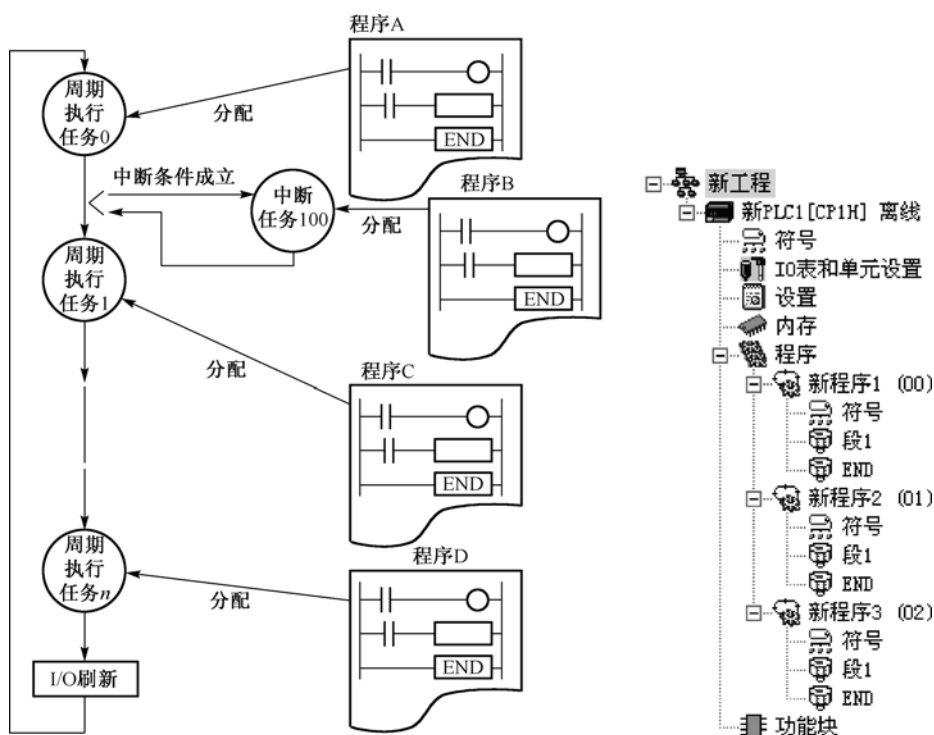 程序A
周期
执行
任务0
分配
END
中断条件成立
中断
任务100
分配
程序B
END
周期
执行
任务1
分配
程序C
END
周期
执行
任务n
分配
程序D
END
I/O刷新
新工程
新PLC1[CP1H] 离线
符号
IO表和单元设置
设置
内存
程序
新程序1 (00)
符号
段1
END
新程序2 (01)
符号
段1
END
新程序3 (02)
符号
段1
END
功能块